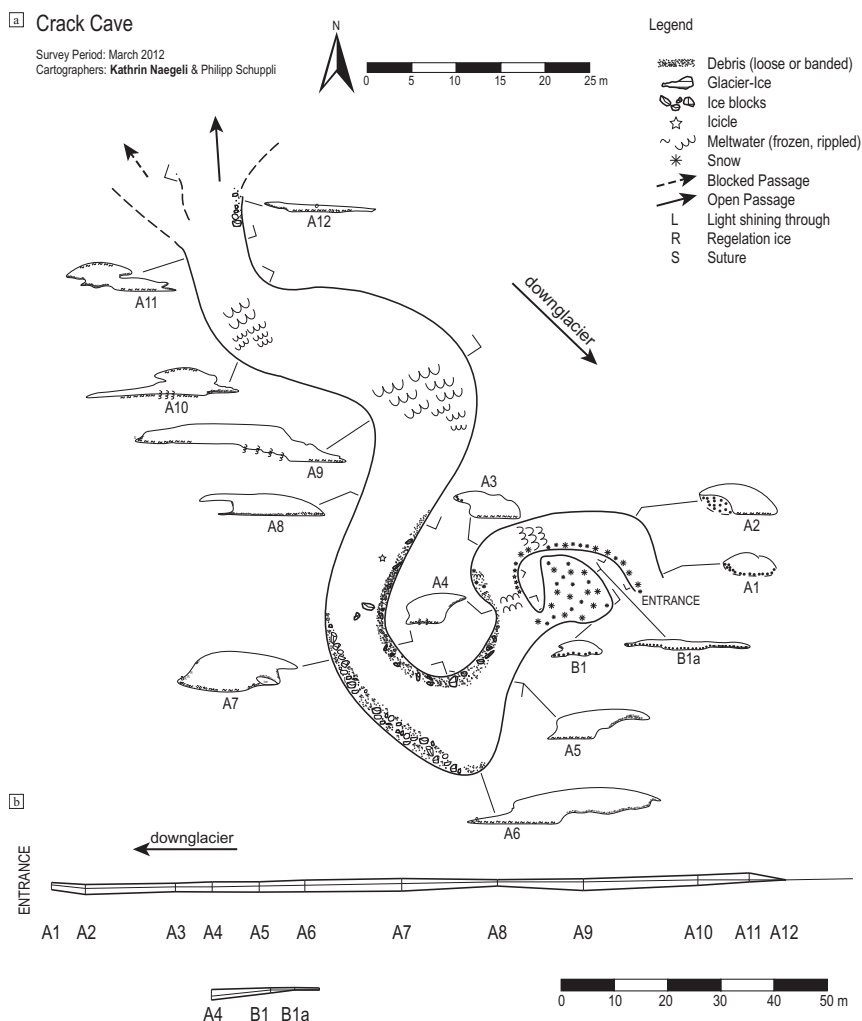 a Crack Cave
Survey Period: March 2012
Cartographers: Kathrin Naegeli & Philipp Schuppli
N
0 5 10 15 20 25 m
Legend
Debris (loose or banded)
Glacier-Ice
Ice blocks
Icicle
Meltwater (frozen, rippled)
Snow
Blocked Passage
Open Passage
L Light shining through
R Regelation ice
S Suture
A12
A11
downglacier
A10
A9
A3
A8
A2
A4
A1
ENTRANCE
B1
B1a
A7
A5
A6
b
downglacier
ENTRANCE
A1 A2 A3 A4 A5 A6 A7 A8 A9 A10 A11 A12
A4 B1 B1a
0 10 20 30 40 50 m